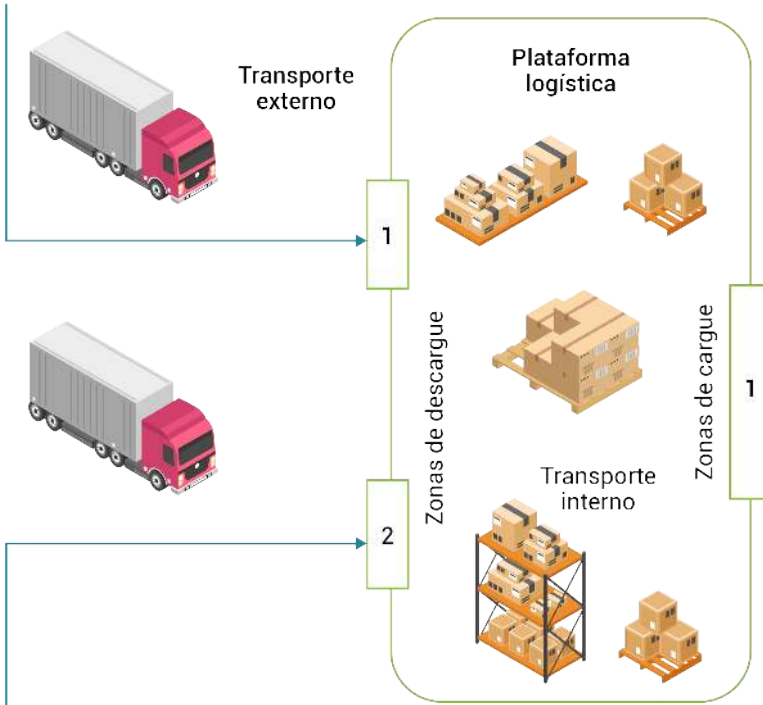 Transporte
externo
Plataforma
logística
1
Zonas de descargue
Zonas de cargue
1
Transporte
interno
2